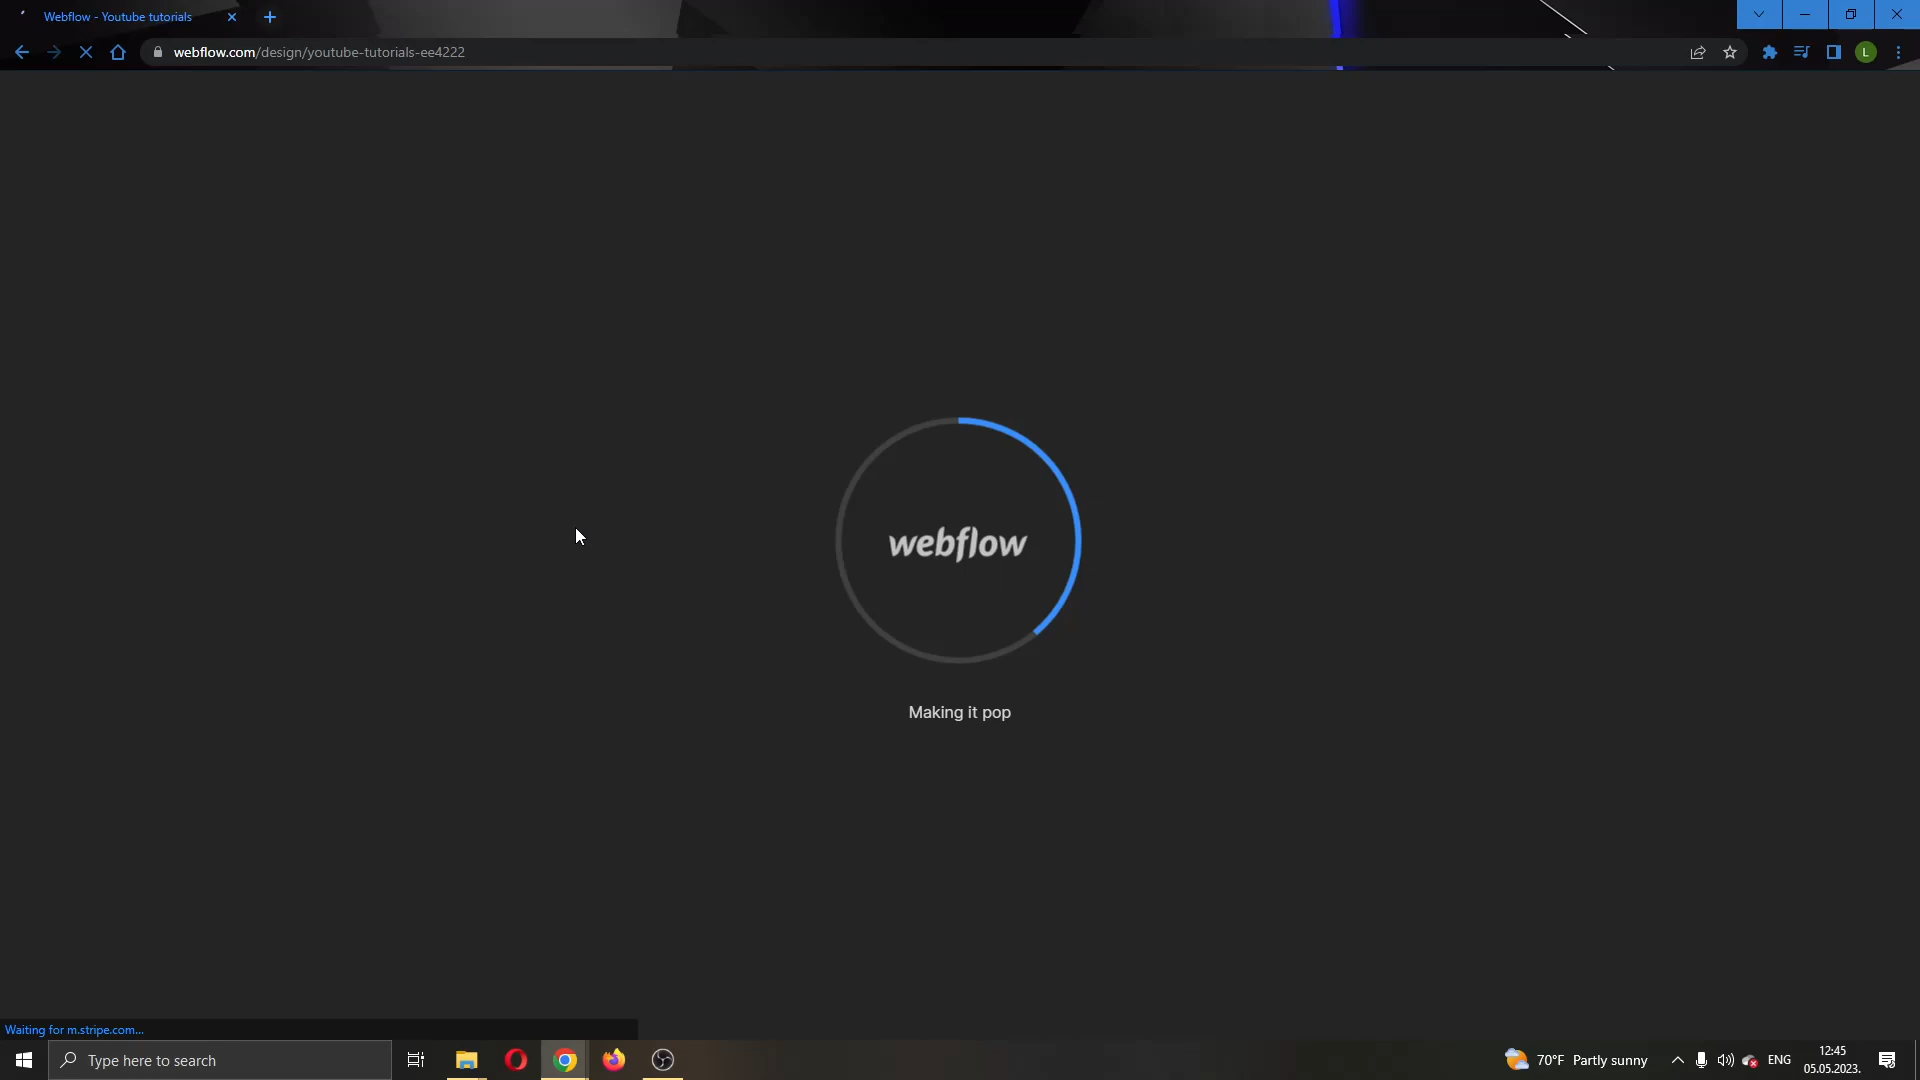 Webflow - Youtube tutorials
webflow.com/design/youtube-tutorials-ee4222
L
webflow
Making it pop
Waiting for m.stripe.com...
Type here to search
70°F Partly sunny
ENG
12:45
05.05.2023.